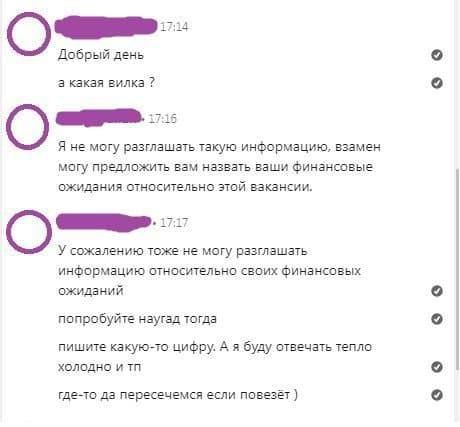 17:14
Добрый день
а какая вилка ?
17:16
Я не могу разглашать такую информацию, взамен
могу предложить вам назвать ваши финансовые
ожидания относительно этой вакансии.
17:17
У сожалению тоже не могу разглашать
информацию относительно своих финансовых
ожиданий
попробуйте наугад тогда
пишите какую-то цифру. А я буду отвечать тепло
холодно и тп
где-то да пересечемся если повезёт )